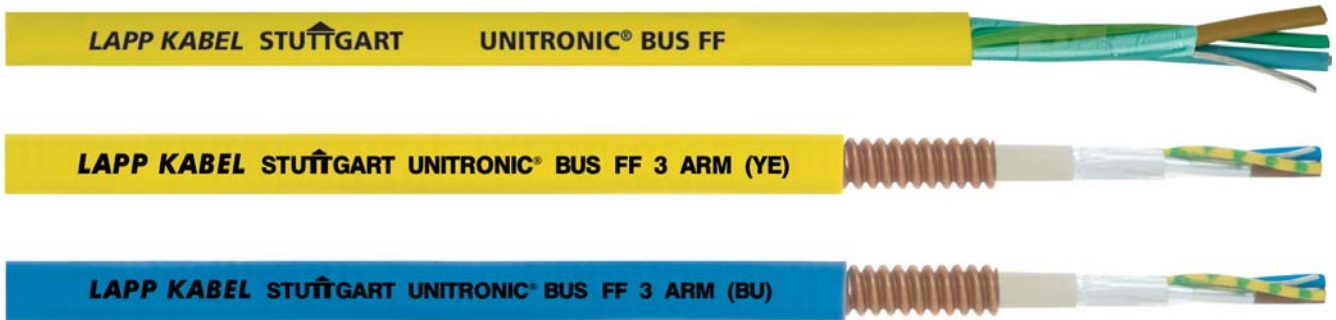 LAPP KABEL STUTTGART UNITRONIC® BUS FF
LAPP KABEL STUTTGART UNITRONIC® BUS FF 3 ARM (YE)
LAPP KABEL STUTTGART UNITRONIC® BUS FF 3 ARM (BU)